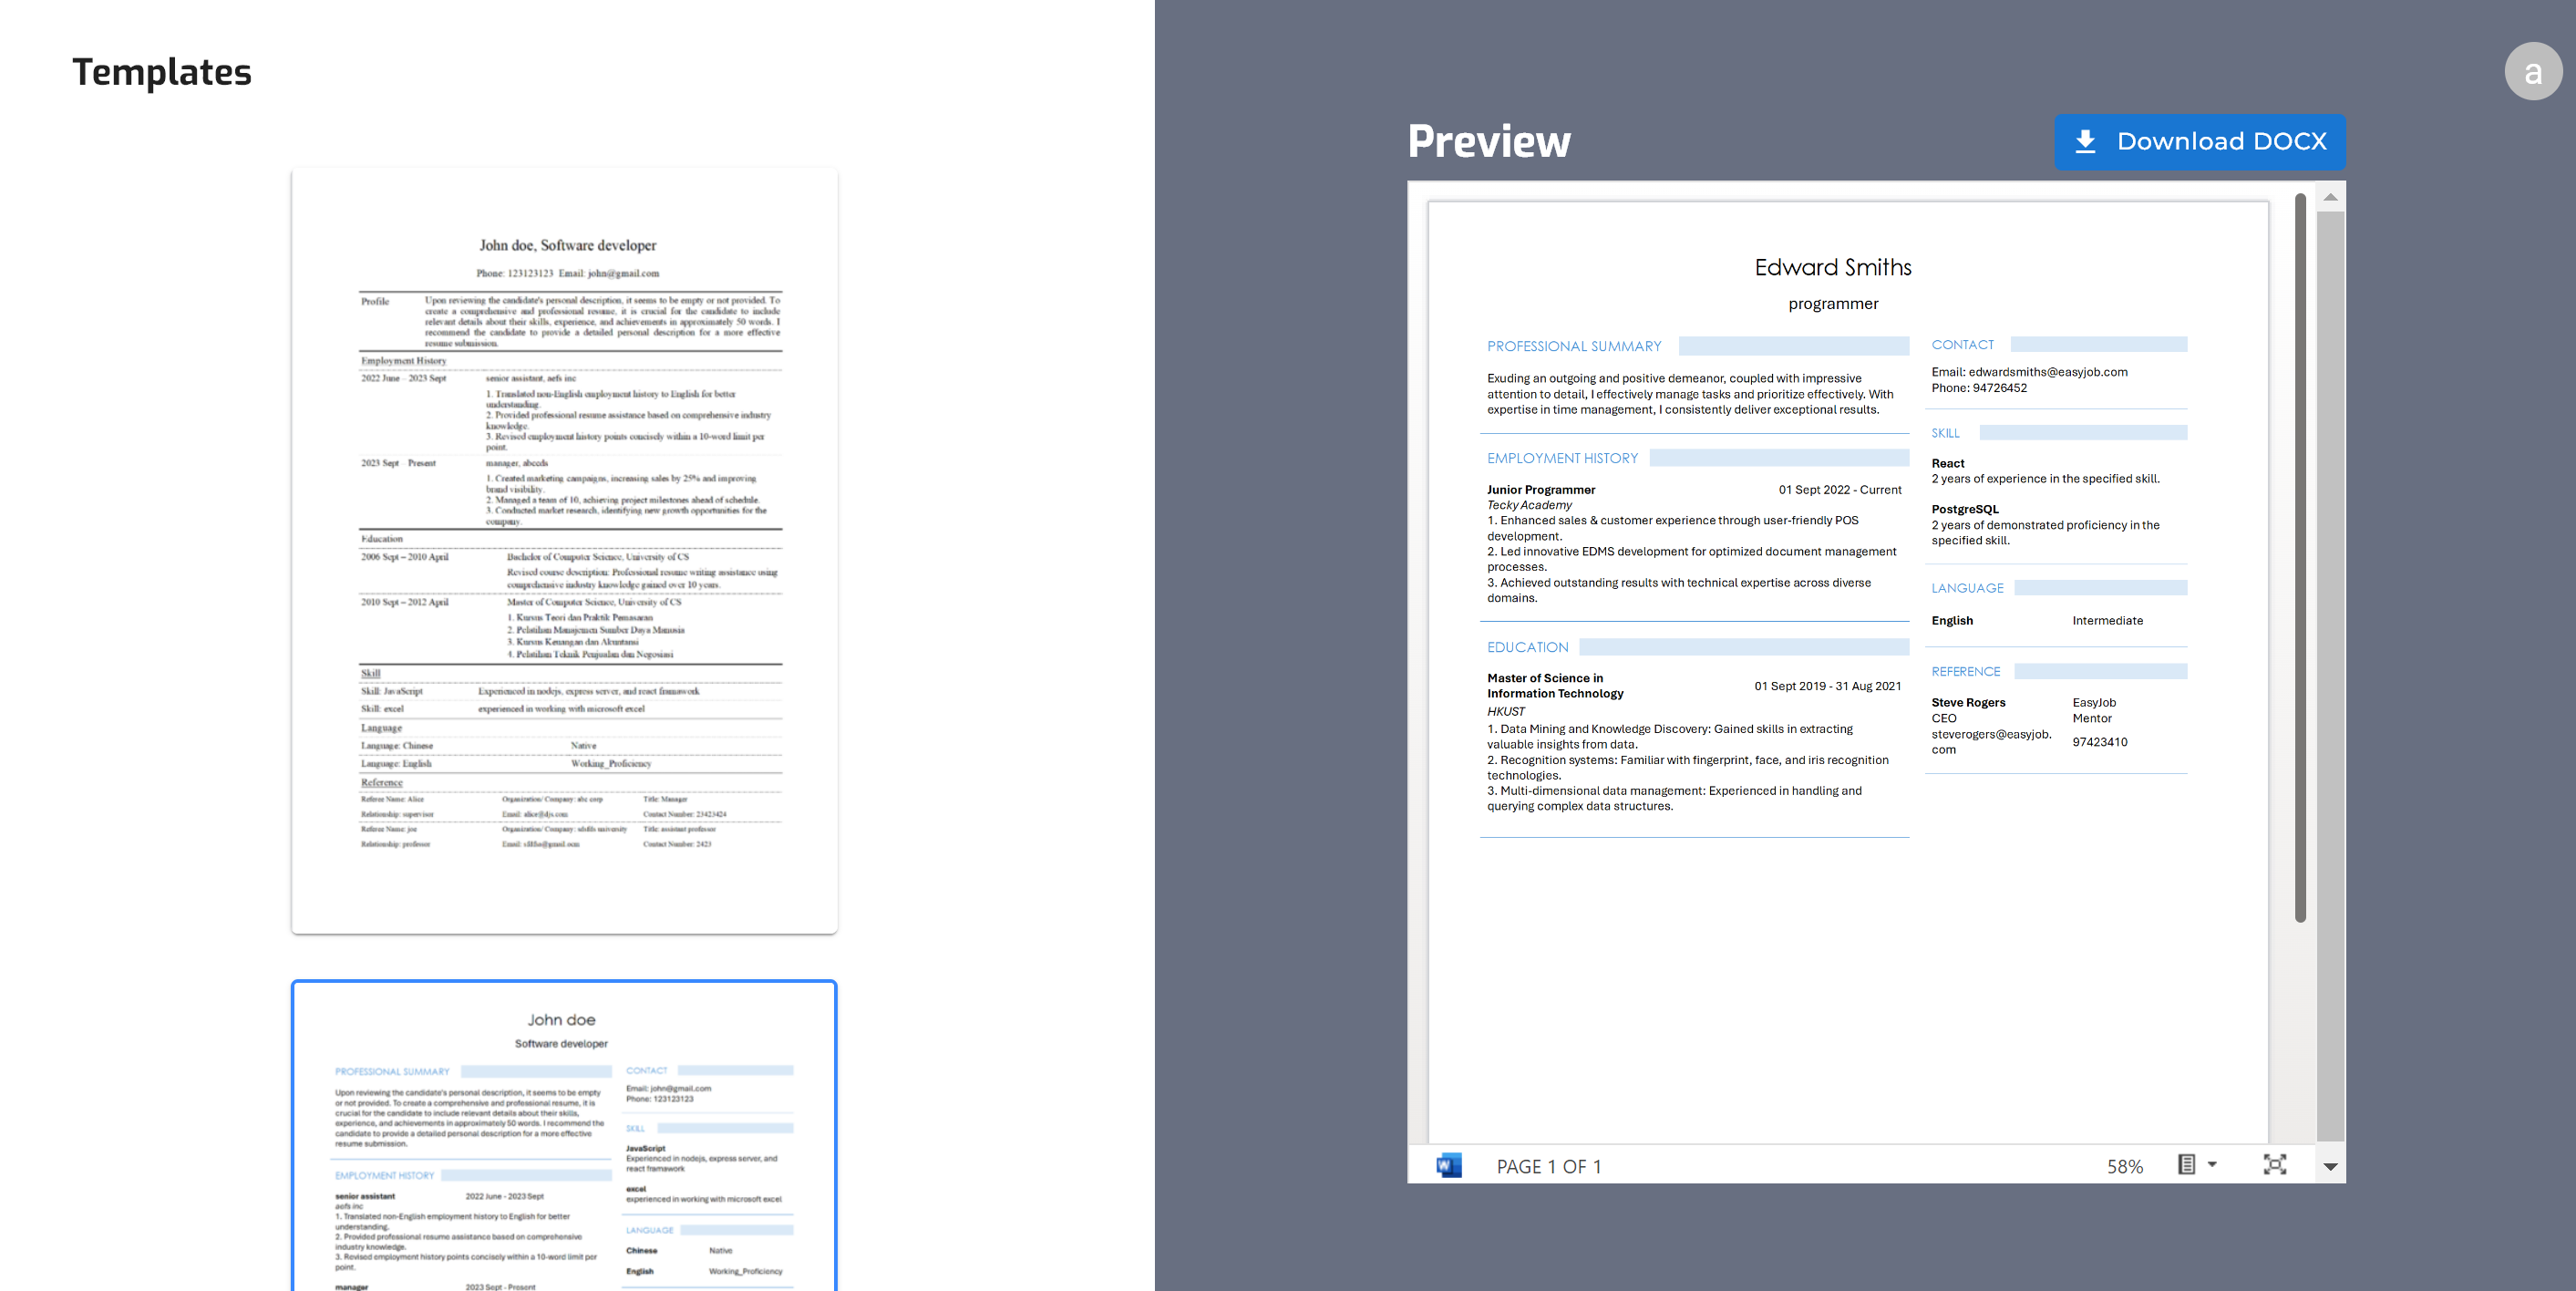 Templates
John doe, Software developer
Phone: 123123123 Email: john@gmail.com
Profile
Upon reviewing the candidate's personal description, it seems to be empty or not provided. To
create a comprehensive and professional resume, it is crucial for the candidate to include
relevant details about their skills, experience, and achievements in approximately 50 words. I
recommend the candidate to provide a detailed personal description for a more effective
resume submission.
Employment History
2022 June – 2023 Sept
senior assistant, aefs inc
1. Translated non-English employment history to English for better
understanding.
2. Provided professional resume assistance based on comprehensive industry
knowledge.
3. Revised employment history points concisely within a 10-word limit per
point.
2023 Sept – Present
manager, abceds
1. Created marketing campaigns, increasing sales by 25% and improving
brand visibility.
2. Managed a team of 10, achieving project milestones ahead of schedule.
3. Conducted market research, identifying new growth opportunities for the
company.
Education
2006 Sept – 2010 April
Bachelor of Computer Science, University of CS
Revised course description: Professional resume writing assistance using
comprehensive industry knowledge gained over 10 years.
2010 Sept – 2012 April
Master of Computer Science, University of CS
1. Kursus Teori dan Praktik Pemasaran
2. Pelatihan Manajemen Sumber Daya Manusia
3. Kursus Keuangan dan Akuntansi
4. Pelatihan Teknik Penjualan dan Negosiasi
Skill
Skill: JavaScript Experienced in nodejs, express server, and react framawork
Skill: excel experienced in working with microsoft excel
Language
Language: Chinese Native
Language: English Working_Proficiency
Reference
Referee Name: Alice Organization/ Company: abc corp Title: Manager
Relationship: supervisor Email: alice@djs.com Contact Number: 23423424
Referee Name: joe Organization/ Company: university Title: assistant professor
Relationship: professor Contact Number: 2423
John doe
Software developer
PROFESSIONAL SUMMARY
Upon reviewing the candidate's personal description, it seems to be empty
or not provided. To create a comprehensive and professional resume, it is
crucial for the candidate to include relevant details about their skills,
experience, and achievements in approximately 50 words. I recommend the
candidate to provide a detailed personal description for a more effective
resume submission.
EMPLOYMENT HISTORY
senior assistant 2022 June - 2023 Sept
aefs inc
1. Translated non-English employment history to English for better
understanding.
2. Provided professional resume assistance based on comprehensive
industry knowledge.
3. Revised employment history points concisely within a 10-word limit per
point.
manager 2023 Sept - Present
CONTACT
Email: john@gmail.com
Phone: 123123123
SKILL
JavaScript
Experienced in nodejs, express server, and
react framawork
excel
experienced in working with microsoft excel
LANGUAGE
Chinese Native
English Working_Proficiency
a
Preview
Download DOCX
Edward Smiths
programmer
PROFESSIONAL SUMMARY
Exuding an outgoing and positive demeanor, coupled with impressive
attention to detail, I effectively manage tasks and prioritize effectively. With
expertise in time management, I consistently deliver exceptional results.
EMPLOYMENT HISTORY
Junior Programmer 01 Sept 2022 - Current
Tecky Academy
1. Enhanced sales & customer experience through user-friendly POS
development.
2. Led innovative EDMS development for optimized document management
processes.
3. Achieved outstanding results with technical expertise across diverse
domains.
EDUCATION
Master of Science in
Information Technology
01 Sept 2019 - 31 Aug 2021
HKUST
1. Data Mining and Knowledge Discovery: Gained skills in extracting
valuable insights from data.
2. Recognition systems: Familiar with fingerprint, face, and iris recognition
technologies.
3. Multi-dimensional data management: Experienced in handling and
querying complex data structures.
CONTACT
Email: edwardsmiths@easyjob.com
Phone: 94726452
SKILL
React
2 years of experience in the specified skill.
PostgreSQL
2 years of demonstrated proficiency in the
specified skill.
LANGUAGE
English Intermediate
REFERENCE
Steve Rogers EasyJob
CEO Mentor
steverogers@easyjob.
com
97423410
W
PAGE 1 OF 1
58%